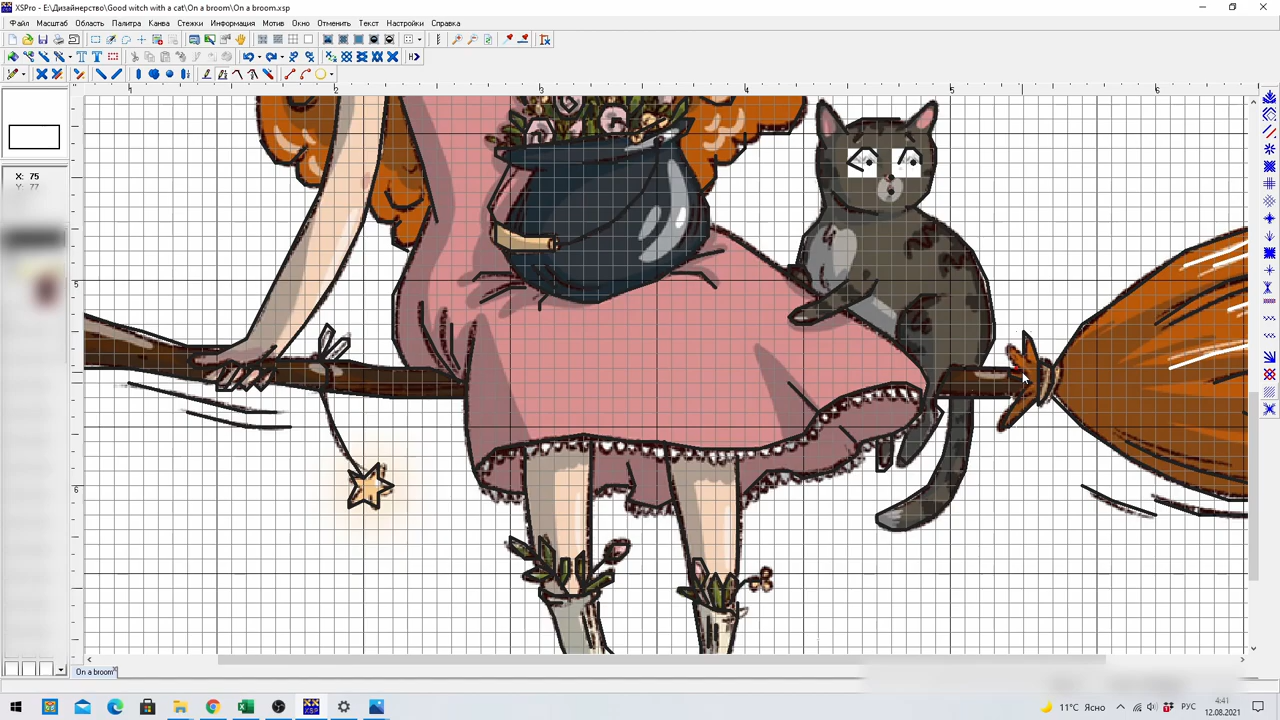 XSPro - E:\Дизайнерство\Good witch with a cat\On a broom\On a broom.xsp
Файл Масштаб Область Палитра Канва Стежки Информация Мотив Окно Отменить Текст Настройки Справка
1 2 3 4 5 6
X: 75
Y: 77
5
6
On a broom
11°C Ясно
РУС
4:41
12.08.2021